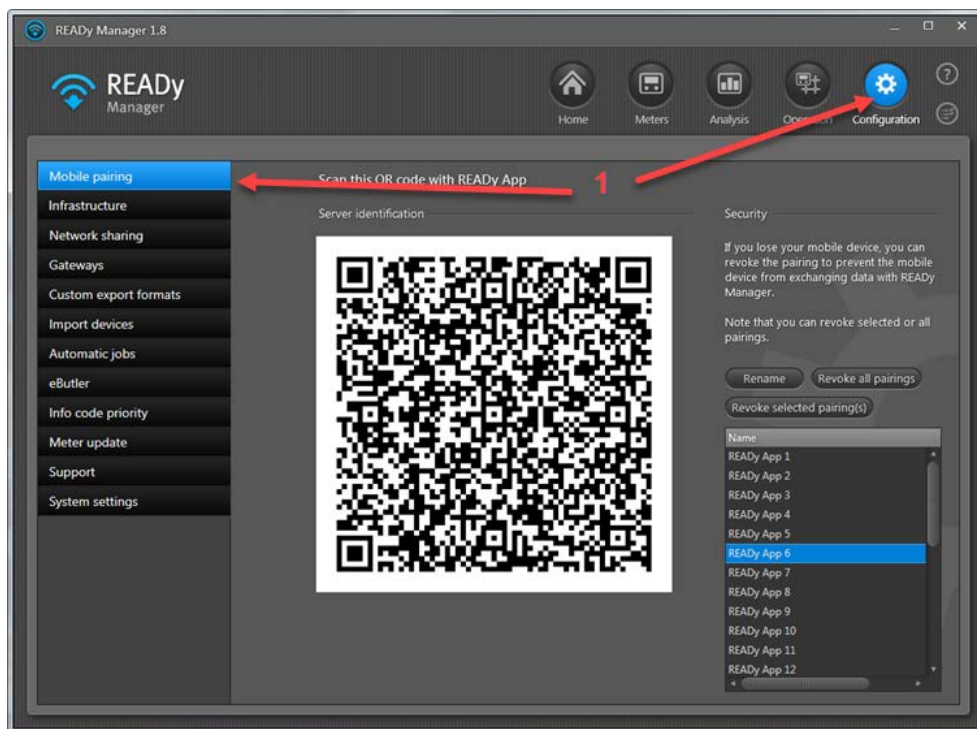 READy Manager 1.8
READy
Manager
Home
Meters
Analysis
Operation
Configuration
?
Mobile pairing
Infrastructure
Network sharing
Gateways
Custom export formats
Import devices
Automatic jobs
eButler
Info code priority
Meter update
Support
System settings
1
Scan this QR code with READy App
Server identification
Security
If you lose your mobile device, you can
revoke the pairing to prevent the mobile
device from exchanging data with READy
Manager.
Note that you can revoke selected or all
pairings.
Rename
Revoke all pairings
Revoke selected pairing(s)
Name
READy App 1
READy App 2
READy App 3
READy App 4
READy App 5
READy App 6
READy App 7
READy App 8
READy App 9
READy App 10
READy App 11
READy App 12